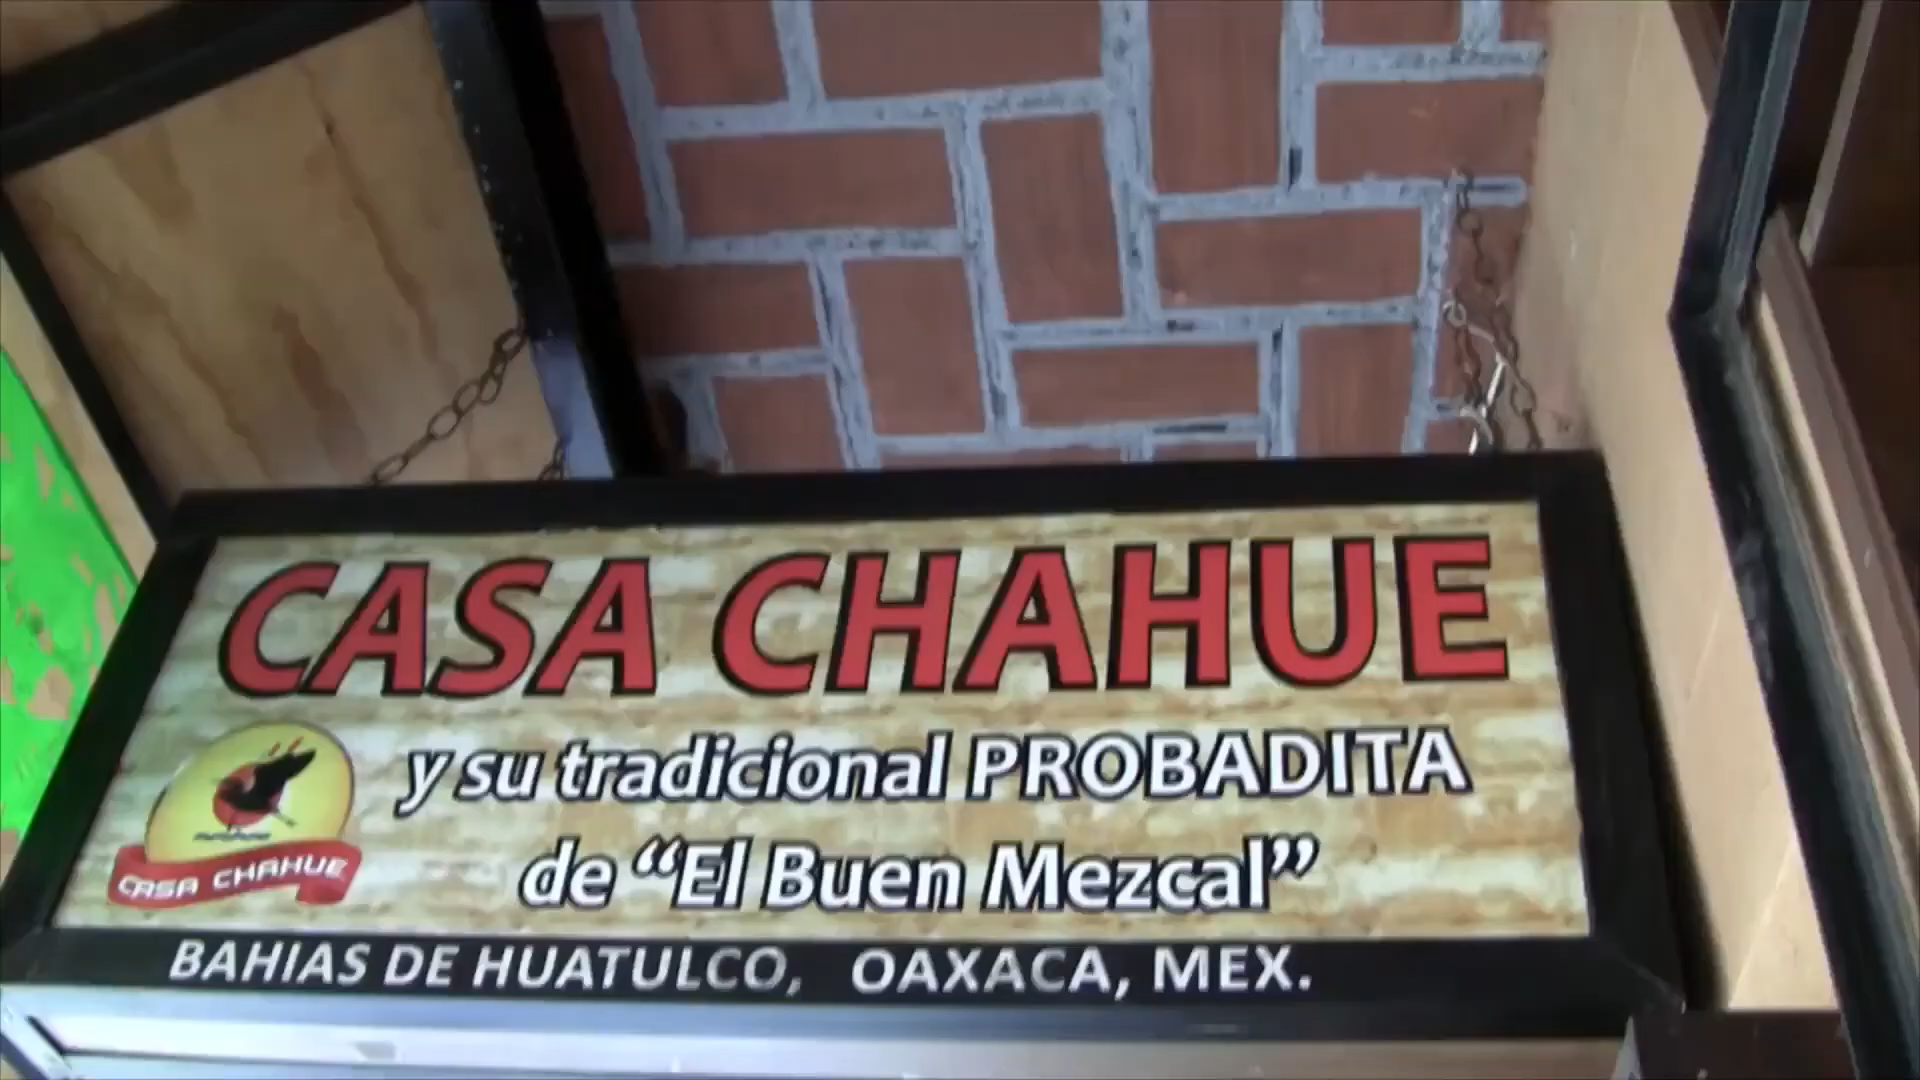 CASA CHAHUE
y su tradicional PROBADITA
de “El Buen Mezcal”
CASA CHAHUE
BAHIAS DE HUATULCO, OAXACA, MEX.